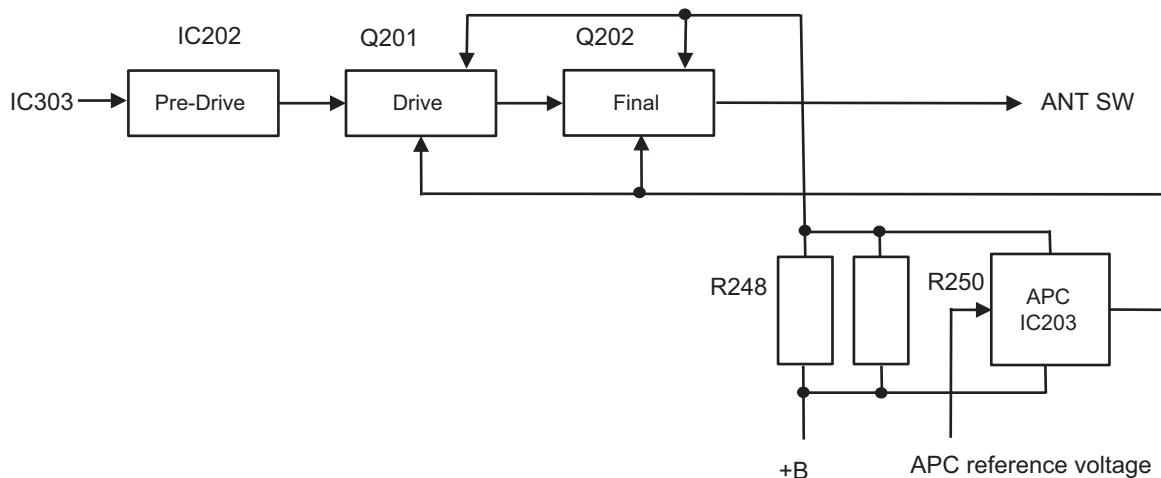 IC202
Q201
Q202
IC303
Pre-Drive
Drive
Final
ANT SW
R248
R250
APC
IC203
+B
APC reference voltage